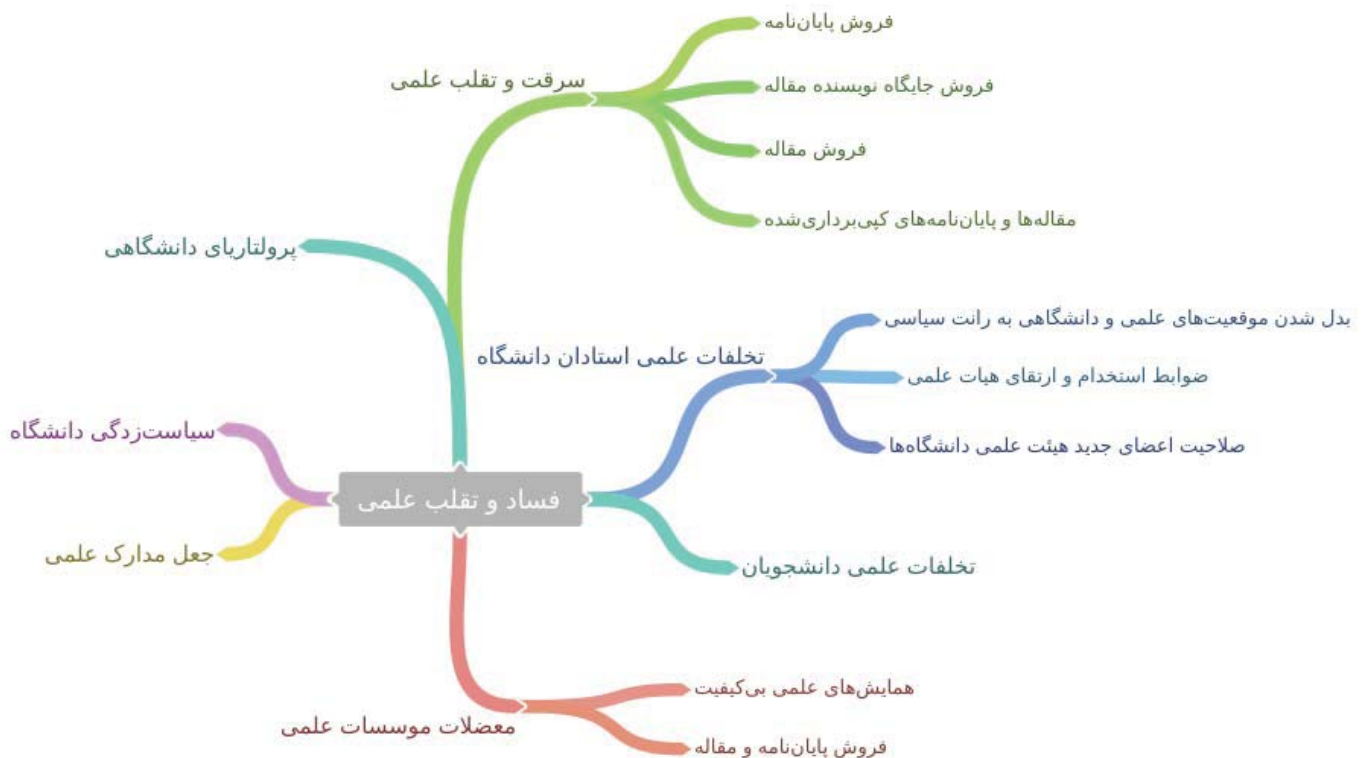 فروش پایان‌نامه
سرقت و تقلب علمی
فروش جایگاه نویسنده مقاله
فروش مقاله
مقاله‌ها و پایان‌نامه‌های کپی‌برداری‌شده
پرولتاریای دانشگاهی
بدل شدن موقعیت‌های علمی و دانشگاهی به رانت سیاسی
تخلفات علمی استادان دانشگاه
ضوابط استخدام و ارتقای هیات علمی
صلاحیت اعضای جدید هیئت علمی دانشگاه‌ها
سیاست‌زدگی دانشگاه
فساد و تقلب علمی
جعل مدارک علمی
تخلفات علمی دانشجویان
همایش‌های علمی بی‌کیفیت
معضلات موسسات علمی
فروش پایان‌نامه و مقاله